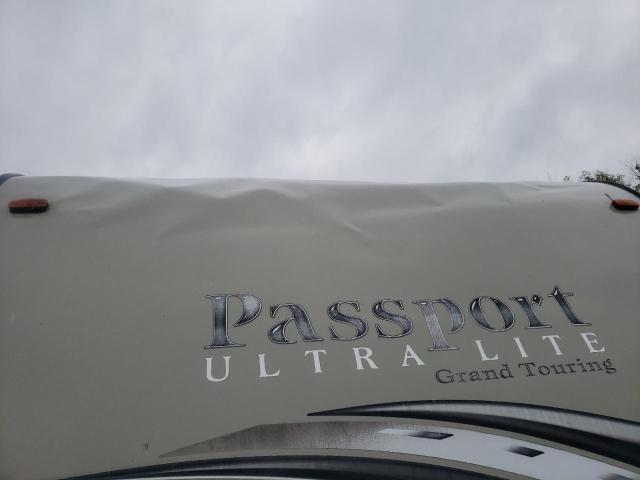 Passport
ULTRA LITE
Grand Touring